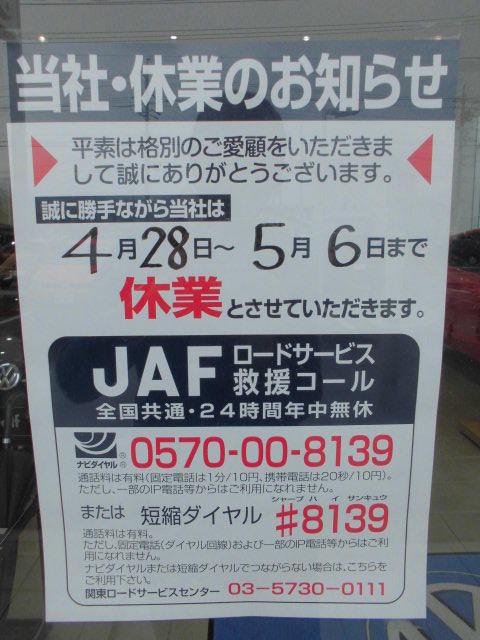 当社・休業のお知らせ
平素は格別のご愛顧をいただきま
して誠にありがとうございます。
誠に勝手ながら当社は
4月28日～5月6日まで
休業とさせていただきます。
JAF ロードサービス
救援コール
全国共通・24時間年中無休
ナビダイヤル® 0570-00-8139
通話料は有料(固定電話は1分/10円、携帯電話は20秒/10円)。
ただし、一部のIP電話等からはご利用になれません。
シャープ ハイ サンキュウ
または 短縮ダイヤル #8139
通話料は有料。
ただし、固定電話(ダイヤル回線)および一部のIP電話等からはご利
用になれません。
ナビダイヤルまたは短縮ダイヤルでつながらない場合は、こちらを
ご利用下さい。
関東ロードサービスセンター 03-5730-0111